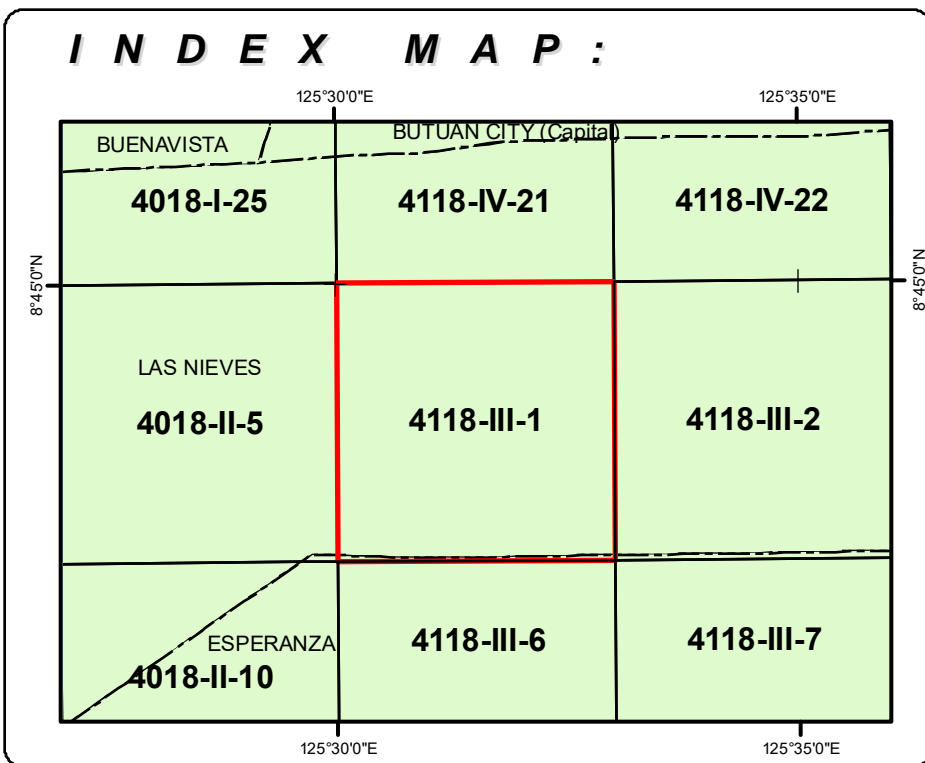 INDEX MAP:
125°30'0"E 125°35'0"E
BUENAVISTA BUTUAN CITY (Capital)
4018-I-25 4118-IV-21 4118-IV-22
8°45'0"N 8°45'0"N
LAS NIEVES
4018-II-5 4118-III-1 4118-III-2
ESPERANZA 4118-III-6 4118-III-7
4018-II-10
125°30'0"E 125°35'0"E